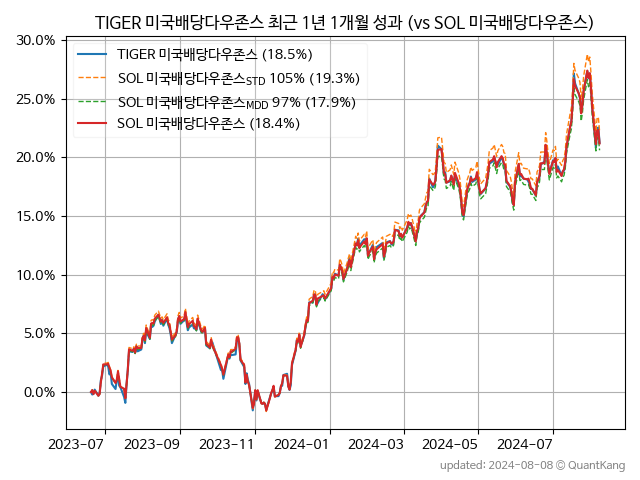 TIGER 미국배당다우존스 최근 1년 1개월 성과 (vs SOL 미국배당다우존스)
30.0%
25.0%
20.0%
15.0%
10.0%
5.0%
0.0%
TIGER 미국배당다우존스 (18.5%)
SOL 미국배당다우존스STD 105% (19.3%)
SOL 미국배당다우존스MDD 97% (17.9%)
SOL 미국배당다우존스 (18.4%)
2023-07 2023-09 2023-11 2024-01 2024-03 2024-05 2024-07
updated: 2024-08-08 © QuantKang